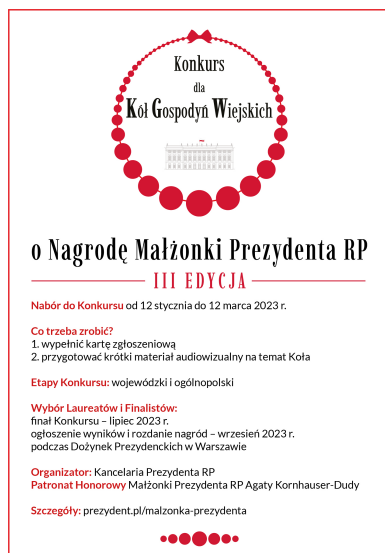 Konkurs
dla
Kół Gospodyń Wiejskich
o Nagrodę Małżonki Prezydenta RP
III EDYCJA
Nabór do Konkursu od 12 stycznia do 12 marca 2023 r.
Co trzeba zrobić?
1. wypełnić kartę zgłoszeniową
2. przygotować krótki materiał audiowizualny na temat Koła
Etapy Konkursu: wojewódzki i ogólnopolski
Wybór Laureatów i Finalistów:
finał Konkursu – lipiec 2023 r.
ogłoszenie wyników i rozdanie nagród – wrzesień 2023 r.
podczas Dożynek Prezydenckich w Warszawie
Organizator: Kancelaria Prezydenta RP
Patronat Honorowy Małżonki Prezydenta RP Agaty Kornhauser-Dudy
Szczegóły: prezydent.pl/malzonka-prezydenta